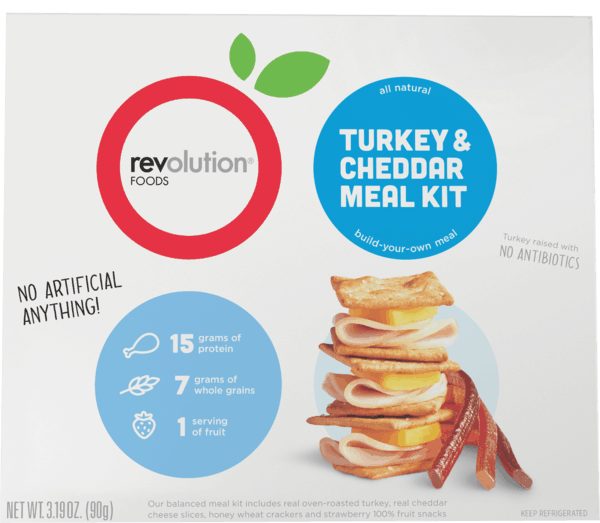 revolution®
FOODS
all natural
TURKEY &
CHEDDAR
MEAL KIT
build-your-own meal
Turkey raised with
NO ANTIBIOTICS
NO ARTIFICIAL
ANYTHING!
15 grams of
protein
7 grams of
whole grains
1 serving
of fruit
NET WT. 3.19 OZ. (90g)
Our balanced meal kit includes real oven-roasted turkey, real cheddar
cheese slices, honey wheat crackers and strawberry 100% fruit snacks
KEEP REFRIGERATED